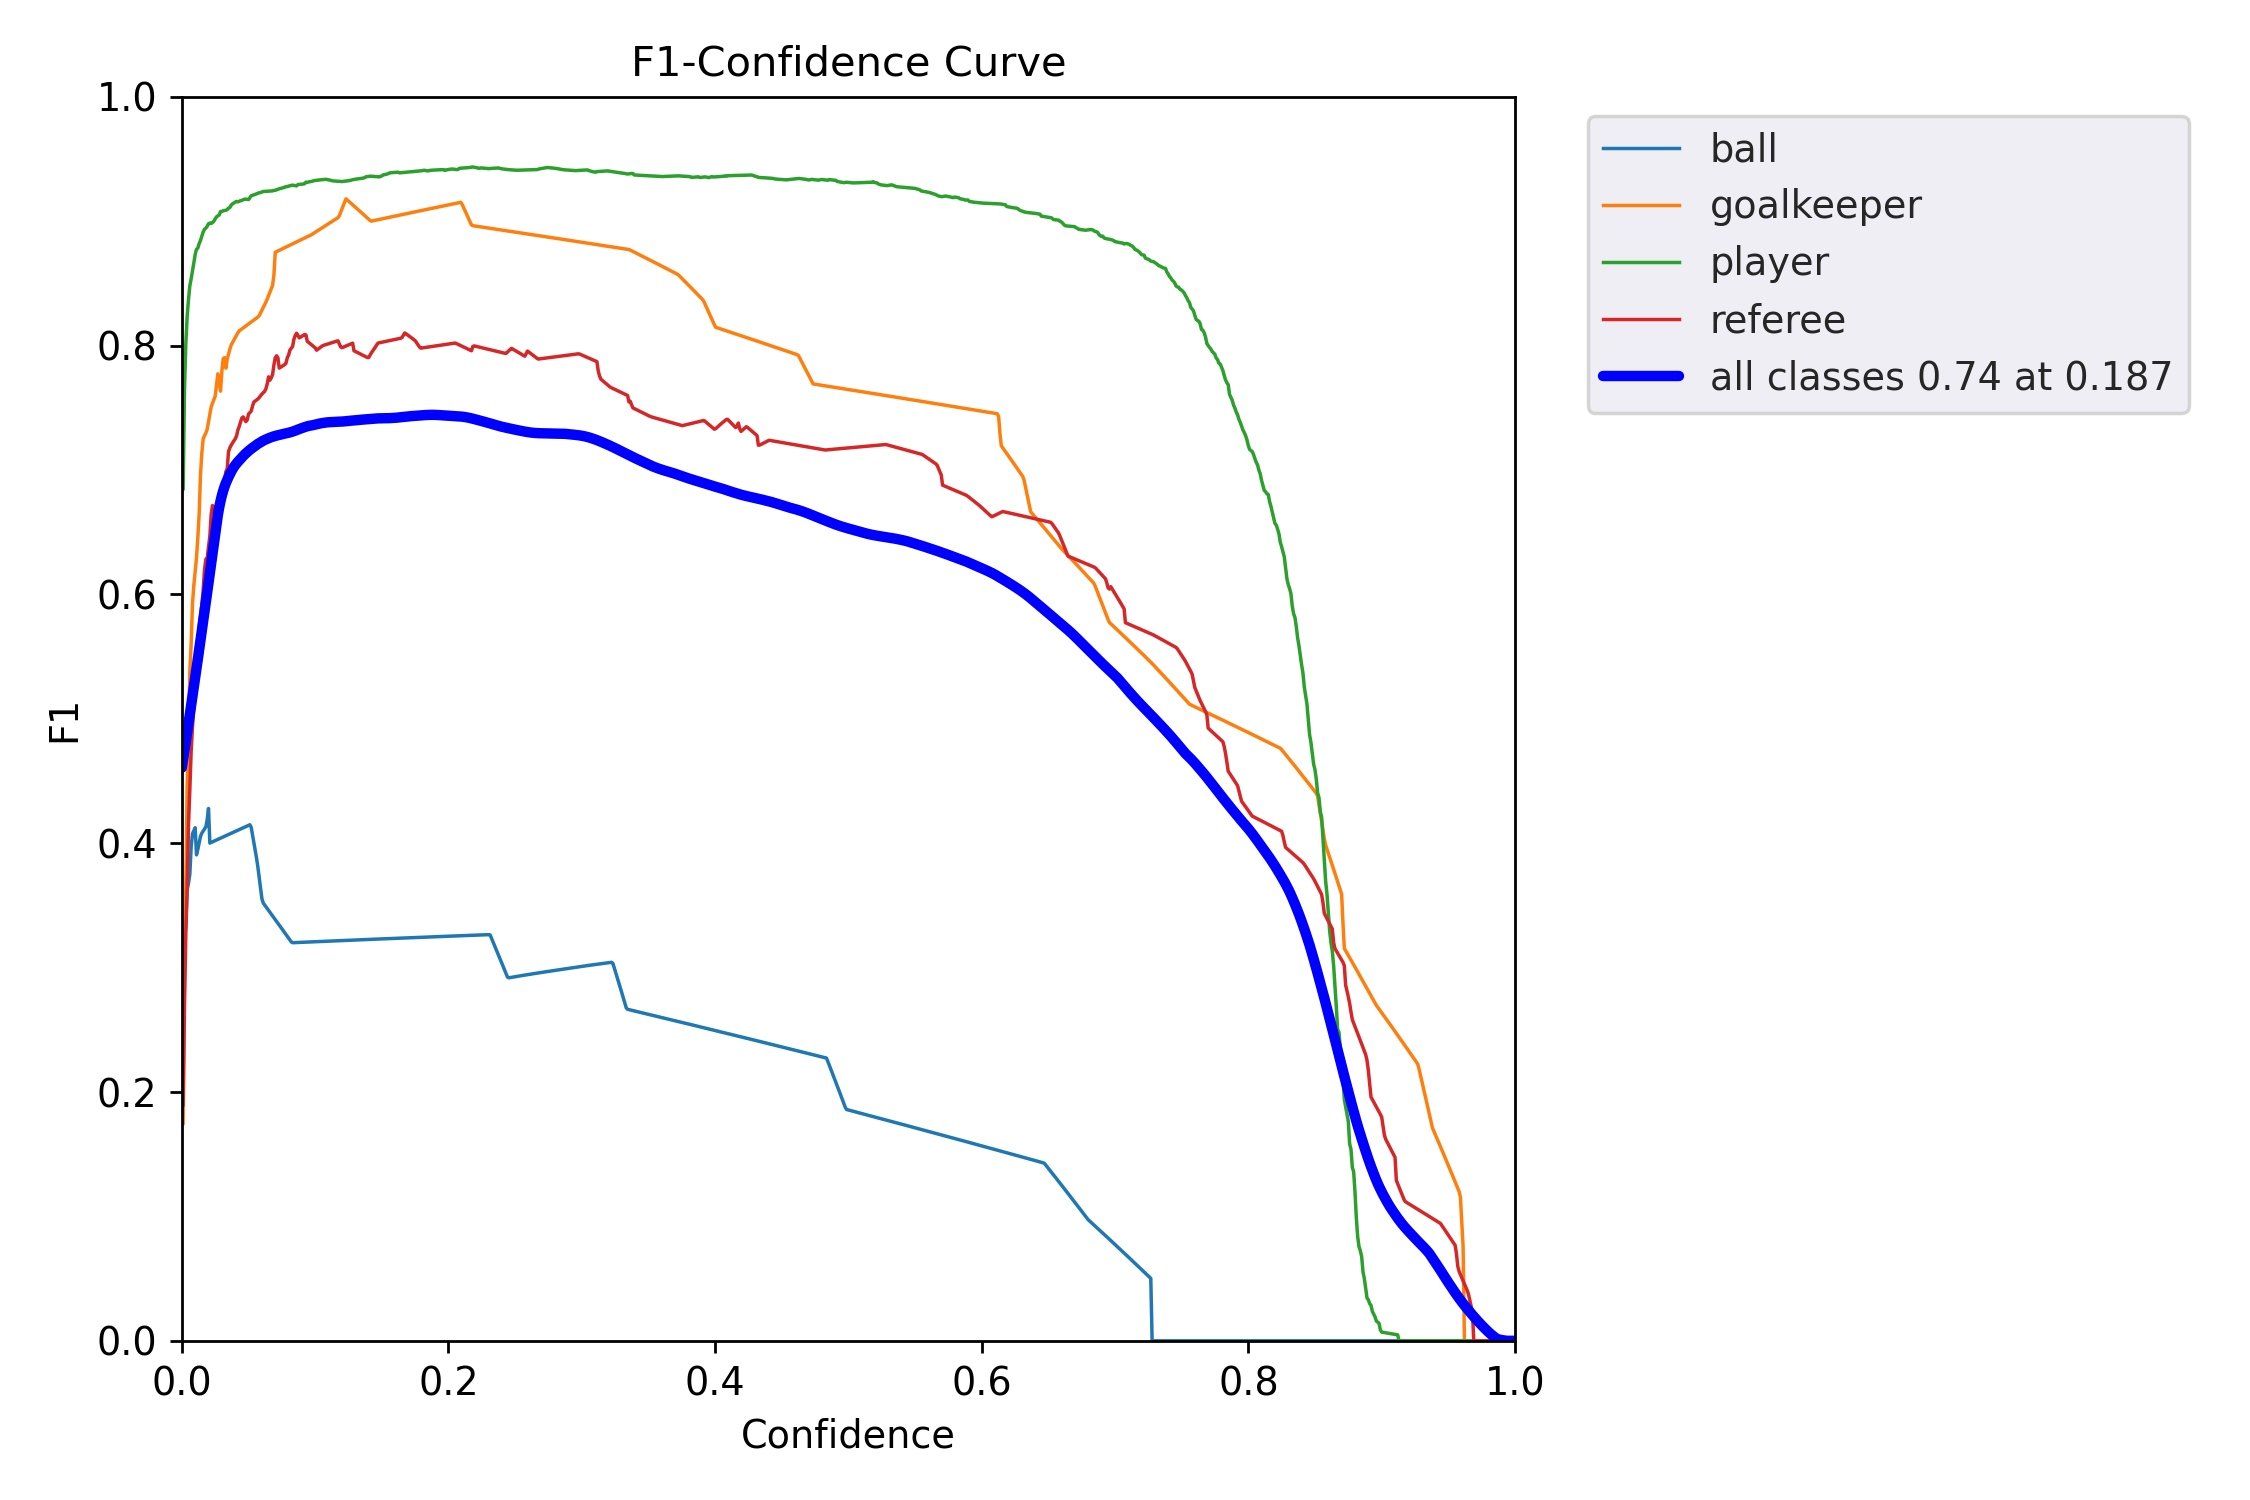 F1-Confidence Curve
1.0
0.8
0.6
0.4
0.2
0.0
F1
0.0 0.2 0.4 0.6 0.8 1.0
Confidence
ball
goalkeeper
player
referee
all classes 0.74 at 0.187